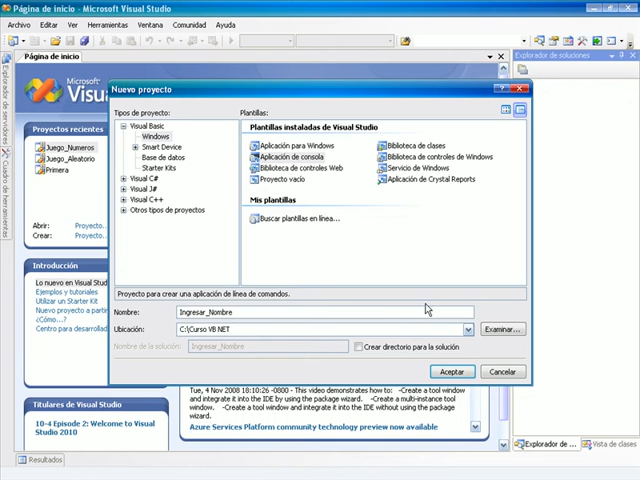 Página de inicio - Microsoft Visual Studio
Archivo Editar Ver Herramientas Ventana Comunidad Ayuda
Página de inicio
Explorador de soluciones
Explorador de servidores
Cuadro de herramientas
Microsoft
Visu
Nuevo proyecto
Tipos de proyecto:
Plantillas:
Visual Basic
Windows
Smart Device
Base de datos
Starter Kits
Visual C#
Visual J#
Visual C++
Otros tipos de proyecto
Plantillas instaladas de Visual Studio
Aplicación para Windows
Biblioteca de clases
Aplicación de consola
Biblioteca de controles de Windows
Biblioteca de controles Web
Servicio de Windows
Proyecto vacío
Aplicación de Crystal Reports
Mis plantillas
Buscar plantillas en línea...
Proyecto para crear una aplicación de línea de comandos.
Nombre: Ingresar_Nombre
Ubicación: C:\Curso VB NET
Examinar...
Nombre de la solución: Ingresar_Nombre
Crear directorio para la solución
Aceptar Cancelar
Proyectos recientes
Juego_Numeros
Juego_Aleatorio
Primera
Abrir: Proyecto..
Crear: Proyecto..
Introducción
Lo nuevo en Visual Studi
Ejemplos y tutoriales
Utilizar un Starter Kit
Crear nuevo proyecto a partir
¿Cómo...?
Centro para desarrollad
Titulares de Visual Studio
10-4 Episode 2: Welcome to Visual
Studio 2010
Tue, 4 Nov 2008 18:10:26 -0800 - This video demonstrates how to: -Create a tool window
and integrate it into the IDE by using the package wizard. -Create a multi-instance tool
window. -Create a tool window and integrate it into the IDE without using the package
wizard.
Azure Services Platform community technology preview now available
Explorador de ...
Vista de clases
Resultados